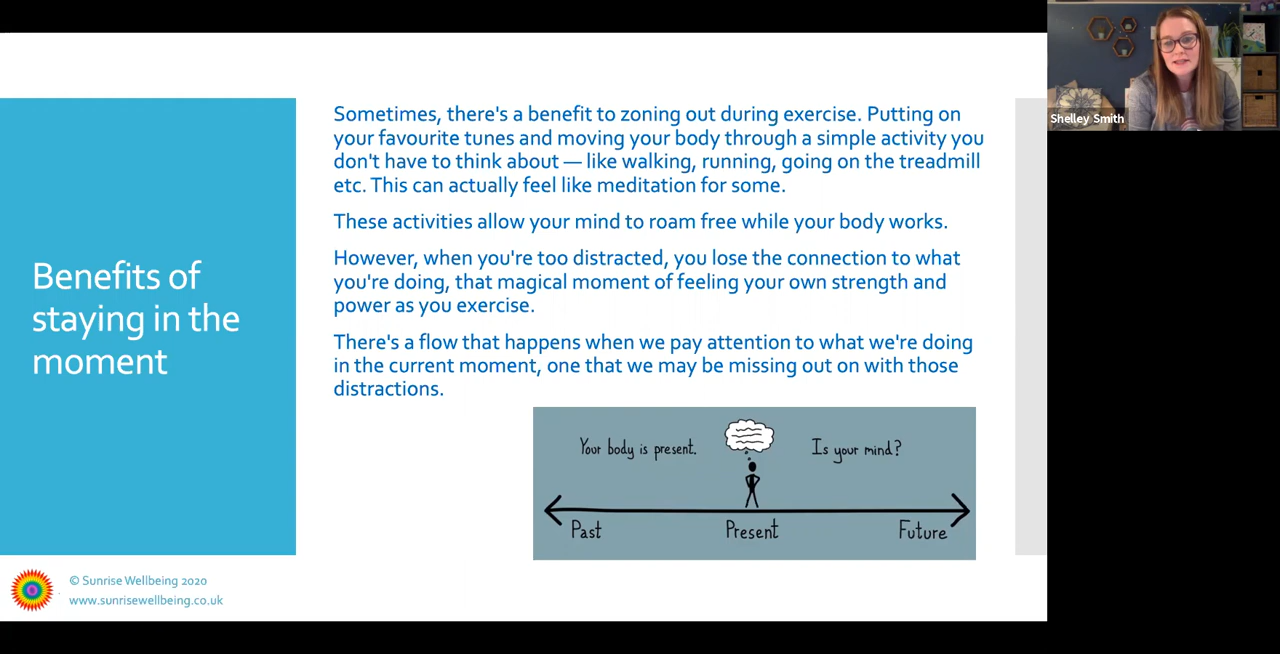 Benefits of
staying in the
moment
Sometimes, there's a benefit to zoning out during exercise. Putting on
your favourite tunes and moving your body through a simple activity you
don't have to think about — like walking, running, going on the treadmill
etc. This can actually feel like meditation for some.
These activities allow your mind to roam free while your body works.
However, when you're too distracted, you lose the connection to what
you're doing, that magical moment of feeling your own strength and
power as you exercise.
There's a flow that happens when we pay attention to what we're doing
in the current moment, one that we may be missing out on with those
distractions.
Your body is present.
Is your mind?
Past
Present
Future
© Sunrise Wellbeing 2020
www.sunrisewellbeing.co.uk
Shelley Smith